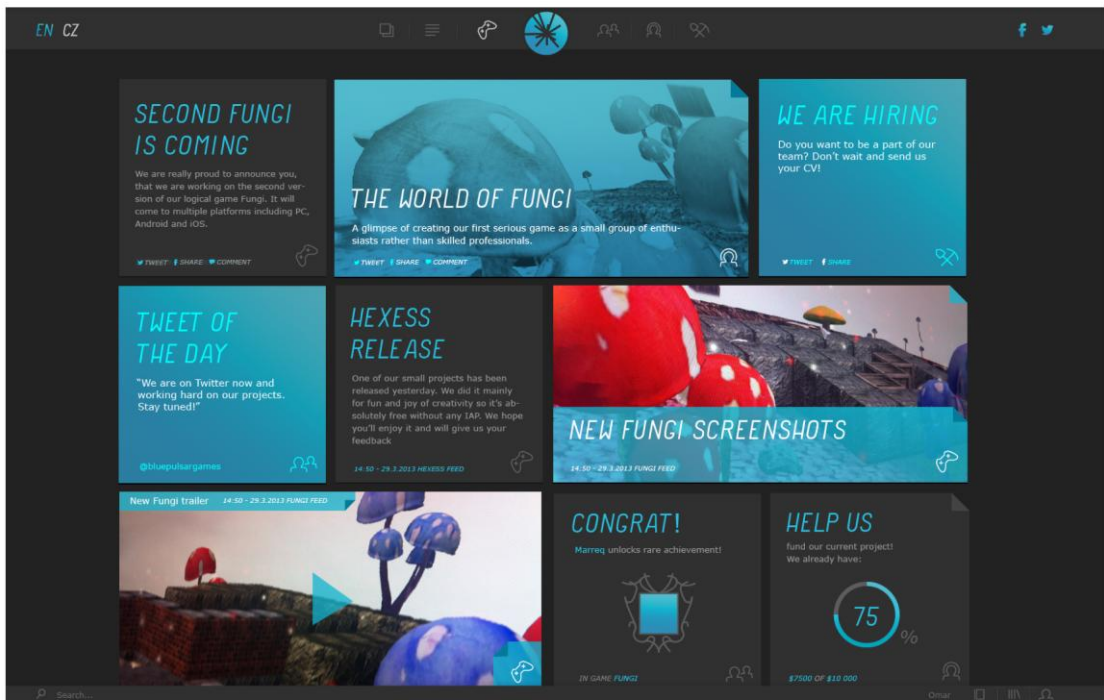 EN CZ
SECOND FUNGI
IS COMING
We are really proud to announce you,
that we are working on the second ver-
sion of our logical game Fungi. It will
come to multiple platforms including PC,
Android and iOS.
TWEET SHARE COMMENT
THE WORLD OF FUNGI
A glimpse of creating our first serious game as a small group of enthu-
siasts rather than skilled professionals.
TWEET SHARE COMMENT
WE ARE HIRING
Do you want to be a part of our
team? Don't wait and send us
your CV!
TWEET SHARE
TWEET OF
THE DAY
"We are on Twitter now and
working hard on our projects.
Stay tuned!"
@bluepulsargames
HEXESS
RELEASE
One of our small projects has been
released yesterday. We did it mainly
for fun and joy of creativity so it's ab-
solutely free without any IAP. We hope
you'll enjoy it and will give us your
feedback
14:50 - 29.3.2013 HEXESS FEED
NEW FUNGI SCREENSHOTS
14:50 - 29.3.2013 FUNGI FEED
New Fungi trailer 14:50 - 29.3.2013 FUNGI FEED
CONGRAT!
Marreq unlocks rare achievement!
IN GAME FUNGI
HELP US
fund our current project!
We already have:
75 %
$7500 OF $10 000
Search...
Omar